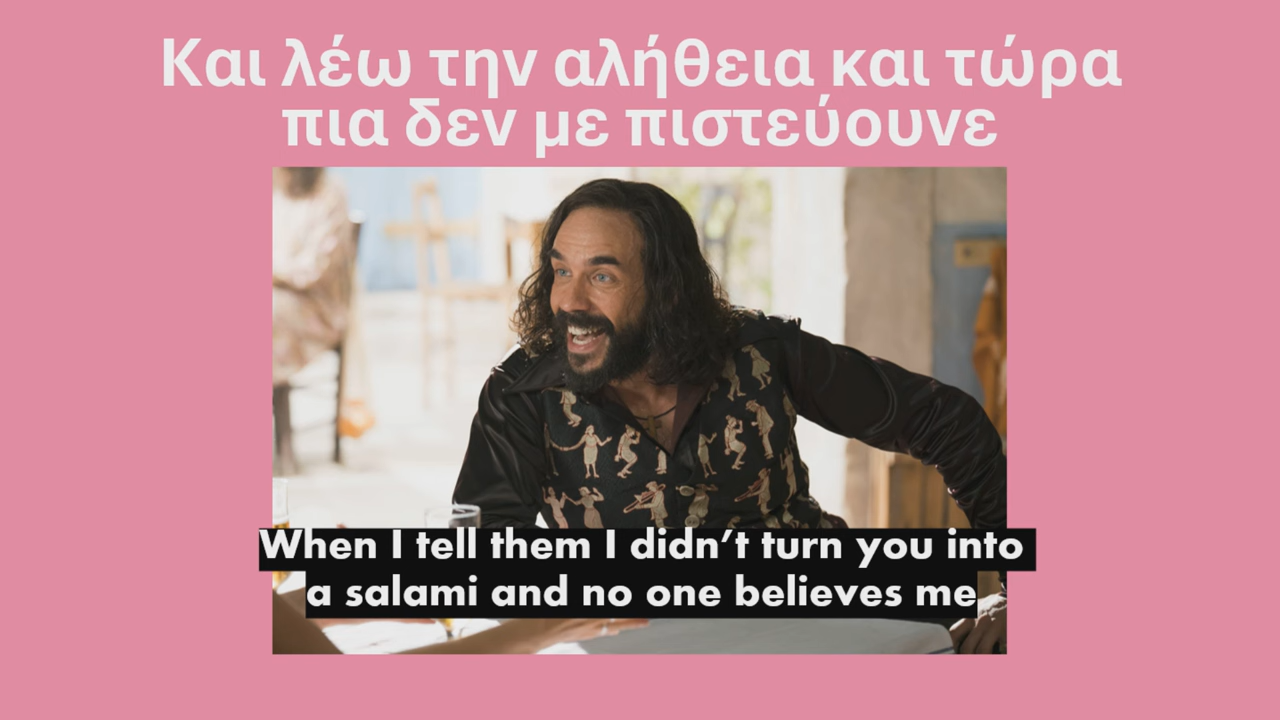 Και λέω την αλήθεια και τώρα
πια δεν με πιστεύουνε
When I tell them I didn't turn you into
a salami and no one believes me